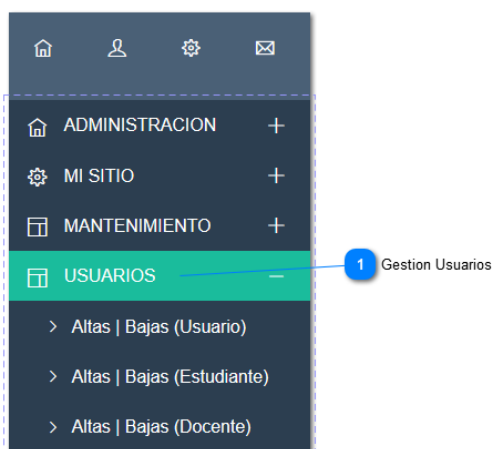 ADMINISTRACION +
MI SITIO +
MANTENIMIENTO +
USUARIOS −
1 Gestion Usuarios
> Altas | Bajas (Usuario)
> Altas | Bajas (Estudiante)
> Altas | Bajas (Docente)